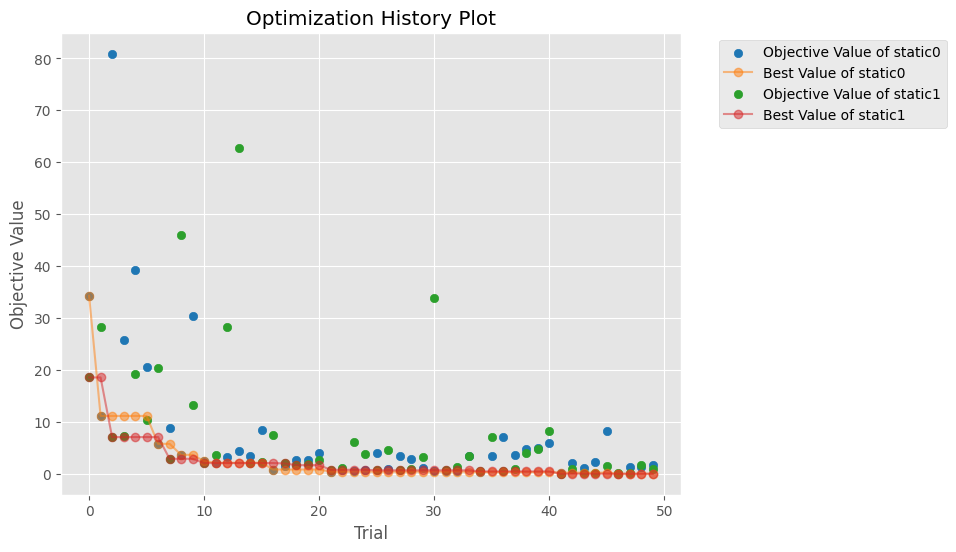 Optimization History Plot
Objective Value of static0
Best Value of static0
Objective Value of static1
Best Value of static1
80
70
60
50
40
30
20
10
0
Objective Value
0 10 20 30 40 50
Trial